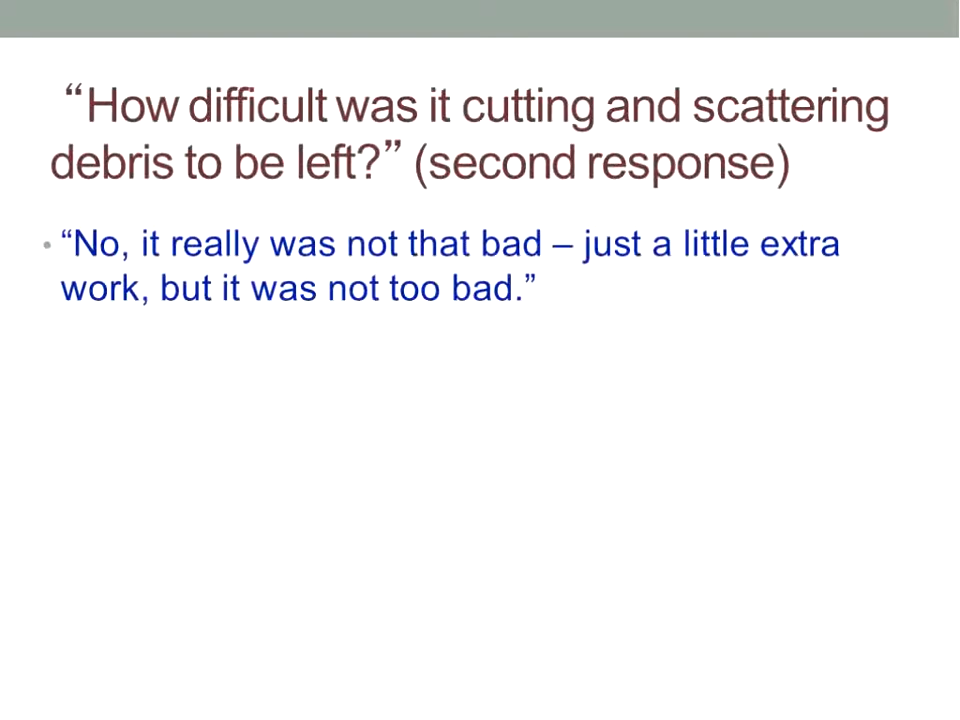 “How difficult was it cutting and scattering
debris to be left?” (second response)
• “No, it really was not that bad – just a little extra
work, but it was not too bad.”